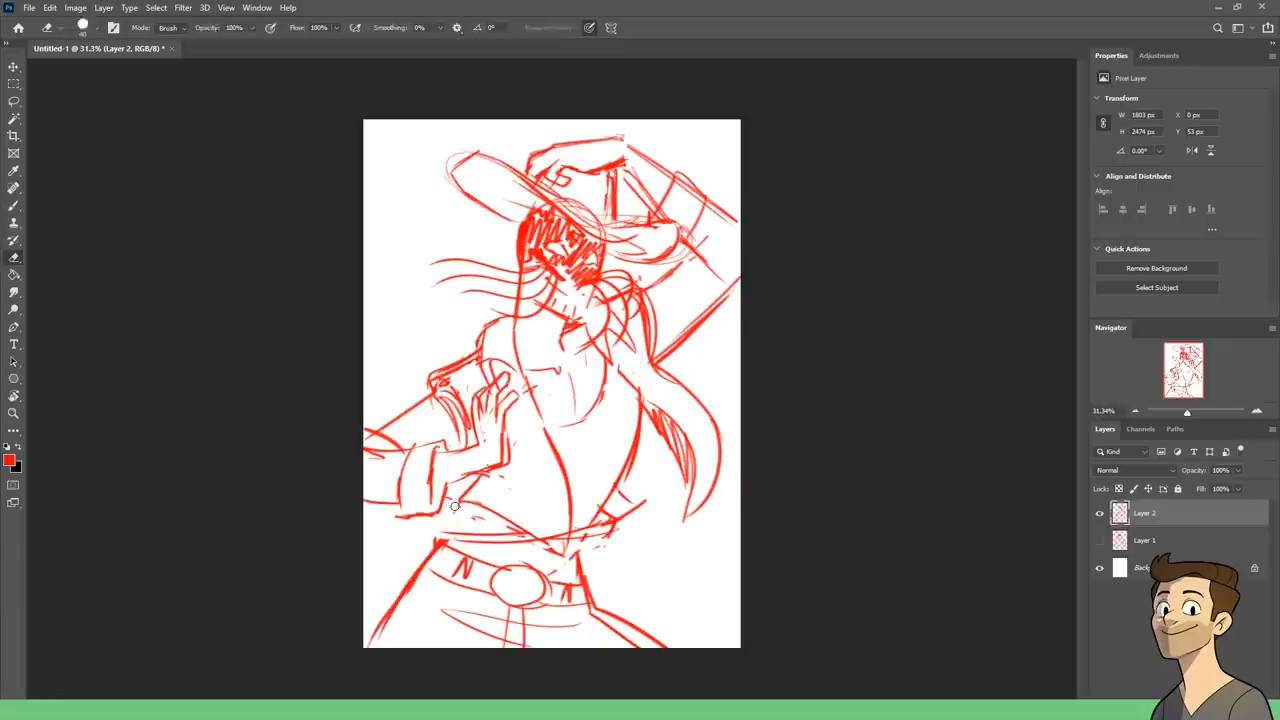 Ps File Edit Image Layer Type Select Filter 3D View Window Help
40 Mode: Brush Opacity: 100% Flow: 100% Smoothing: 0% 0°
Untitled-1 @ 31.3% (Layer 2, RGB/8) *
Properties Adjustments
Pixel Layer
Transform
W 1803 px X 0 px
H 2474 px Y 53 px
0.00°
Align and Distribute
Align:
Quick Actions
Remove Background
Select Subject
Navigator
31.34%
Layers Channels Paths
Kind
Normal Opacity: 100%
Lock: Fill: 100%
Layer 2
Layer 1